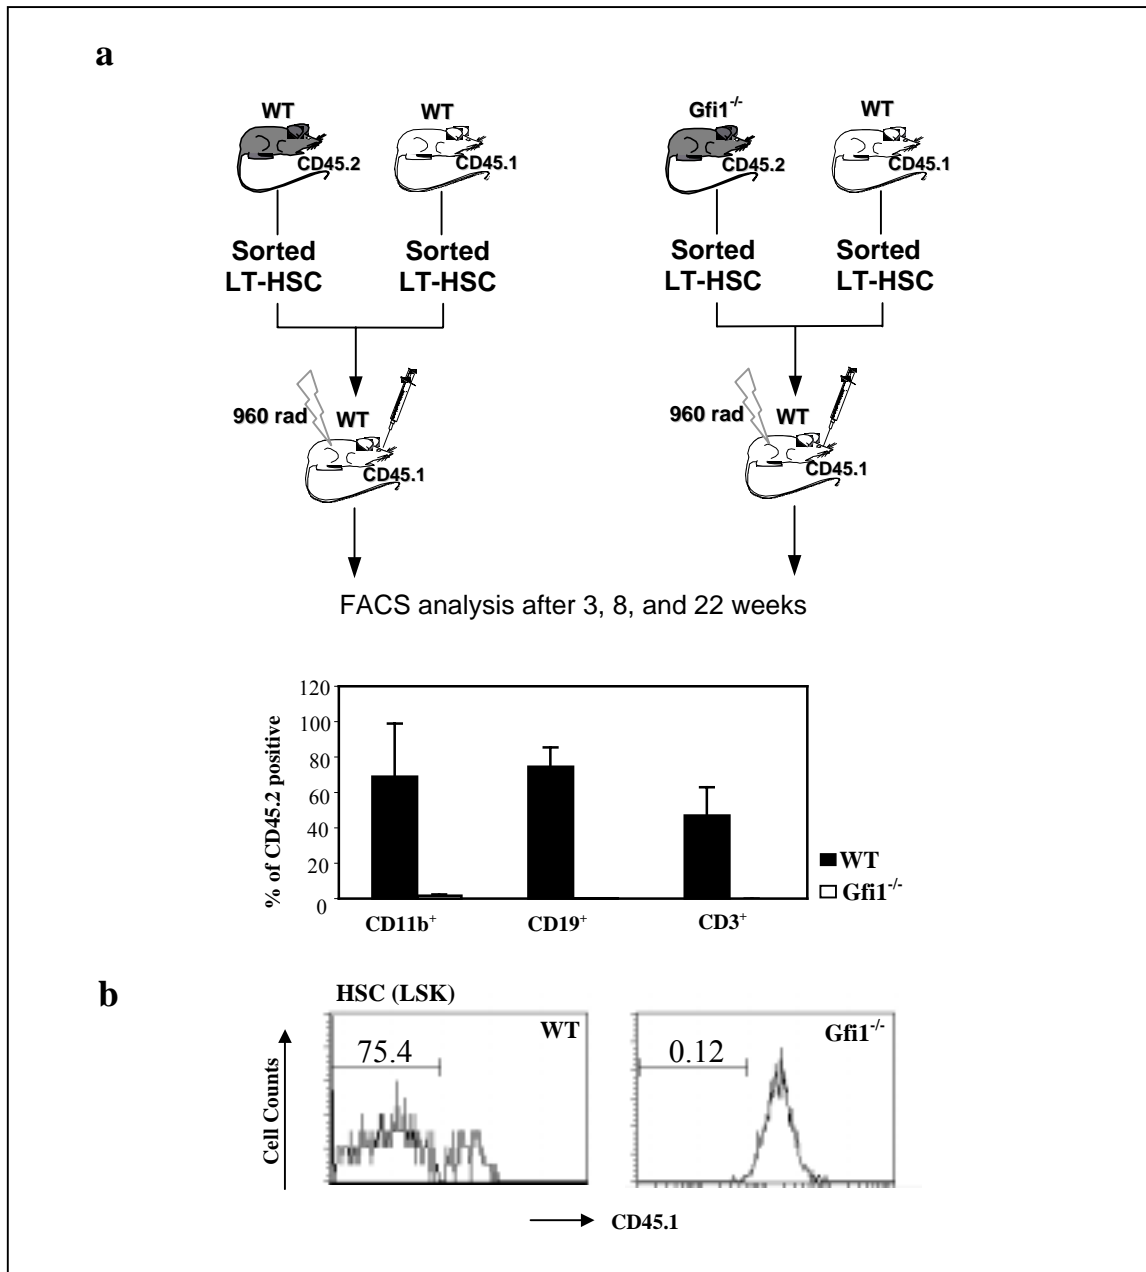 a
WT WT Gfi1-/- WT
CD45.2 CD45.1 CD45.2 CD45.1
Sorted LT-HSC
Sorted LT-HSC
Sorted LT-HSC
Sorted LT-HSC
960 rad WT
CD45.1
960 rad WT
CD45.1
FACS analysis after 3, 8, and 22 weeks
% of CD45.2 positive
120
100
80
60
40
20
0
CD11b+ CD19+ CD3+
WT
Gfi1-/-
b
HSC (LSK)
WT
75.4
Gfi1-/-
0.12
Cell Counts
CD45.1